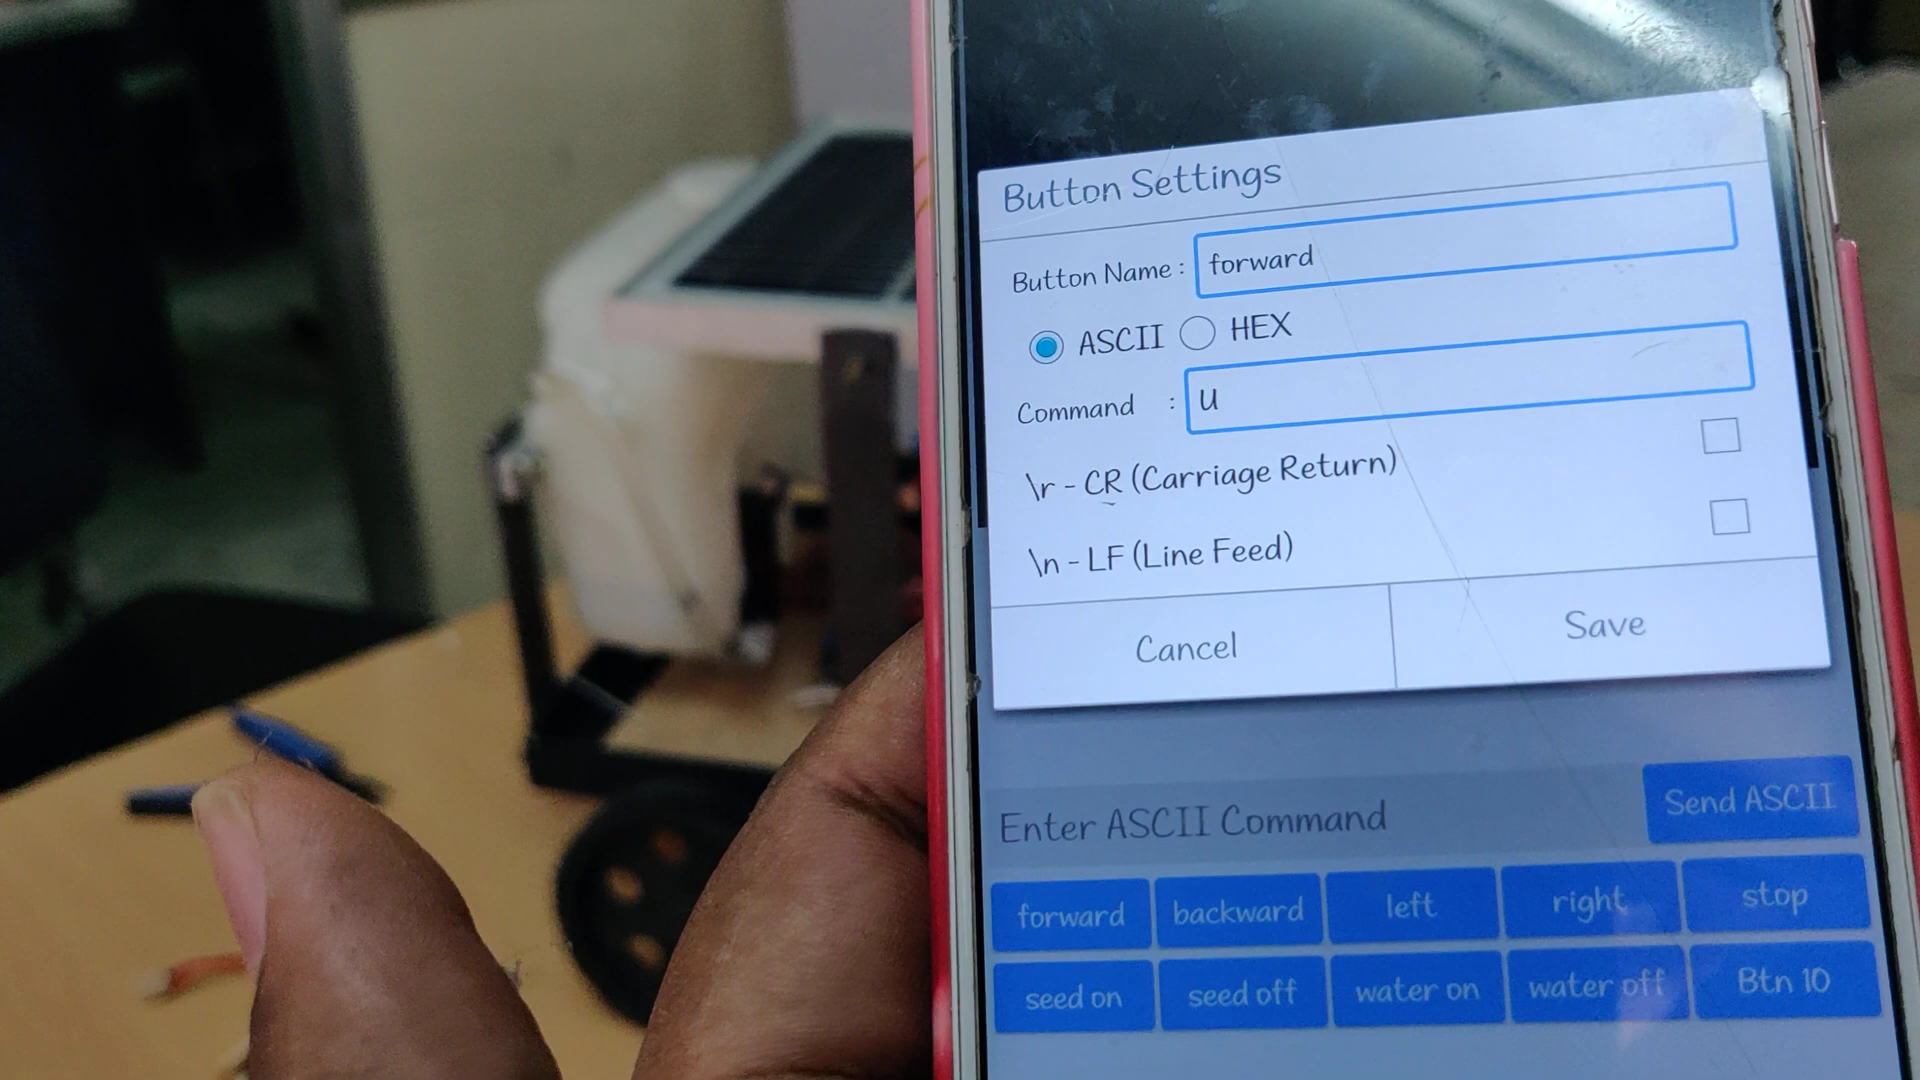 Button Settings
Button Name : forward
ASCII HEX
Command : U
\r - CR (Carriage Return)
\n - LF (Line Feed)
Cancel Save
Enter ASCII Command Send ASCII
forward backward left right stop
seed on seed off water on water off Btn 10